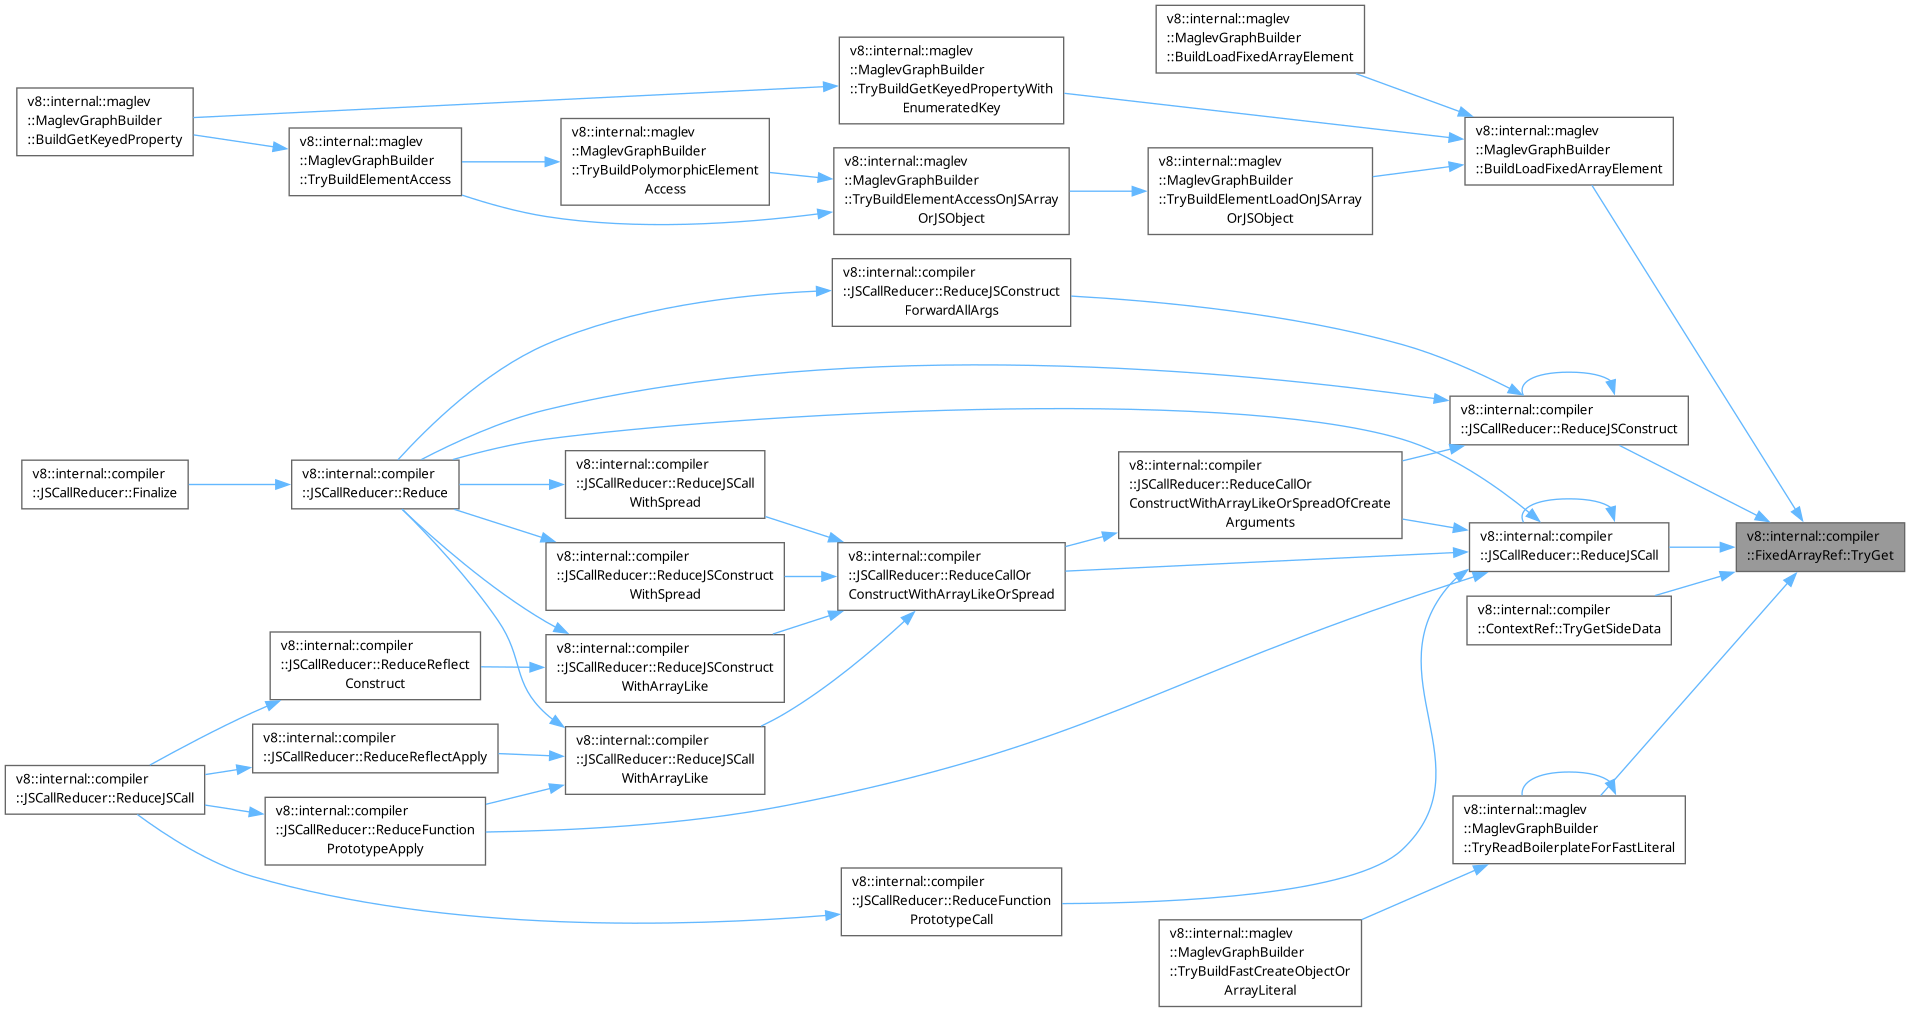 v8::internal::maglev
::MaglevGraphBuilder
::BuildLoadFixedArrayElement
v8::internal::maglev
::MaglevGraphBuilder
::TryBuildGetKeyedPropertyWith
EnumeratedKey
v8::internal::maglev
::MaglevGraphBuilder
::BuildGetKeyedProperty
v8::internal::maglev
::MaglevGraphBuilder
::TryBuildElementAccess
v8::internal::maglev
::MaglevGraphBuilder
::TryBuildPolymorphicElement
Access
v8::internal::maglev
::MaglevGraphBuilder
::TryBuildElementAccessOnJSArray
OrJSObject
v8::internal::maglev
::MaglevGraphBuilder
::TryBuildElementLoadOnJSArray
OrJSObject
v8::internal::maglev
::MaglevGraphBuilder
::BuildLoadFixedArrayElement
v8::internal::compiler
::JSCallReducer::ReduceJSConstruct
ForwardAllArgs
v8::internal::compiler
::JSCallReducer::ReduceJSConstruct
v8::internal::compiler
::JSCallReducer::Finalize
v8::internal::compiler
::JSCallReducer::Reduce
v8::internal::compiler
::JSCallReducer::ReduceJSCall
WithSpread
v8::internal::compiler
::JSCallReducer::ReduceCallOr
ConstructWithArrayLikeOrSpreadOfCreate
Arguments
v8::internal::compiler
::JSCallReducer::ReduceJSCall
v8::internal::compiler
::FixedArrayRef::TryGet
v8::internal::compiler
::JSCallReducer::ReduceJSConstruct
WithSpread
v8::internal::compiler
::JSCallReducer::ReduceCallOr
ConstructWithArrayLikeOrSpread
v8::internal::compiler
::ContextRef::TryGetSideData
v8::internal::compiler
::JSCallReducer::ReduceReflect
Construct
v8::internal::compiler
::JSCallReducer::ReduceJSConstruct
WithArrayLike
v8::internal::compiler
::JSCallReducer::ReduceReflectApply
v8::internal::compiler
::JSCallReducer::ReduceJSCall
WithArrayLike
v8::internal::compiler
::JSCallReducer::ReduceJSCall
v8::internal::compiler
::JSCallReducer::ReduceFunction
PrototypeApply
v8::internal::maglev
::MaglevGraphBuilder
::TryReadBoilerplateForFastLiteral
v8::internal::compiler
::JSCallReducer::ReduceFunction
PrototypeCall
v8::internal::maglev
::MaglevGraphBuilder
::TryBuildFastCreateObjectOr
ArrayLiteral